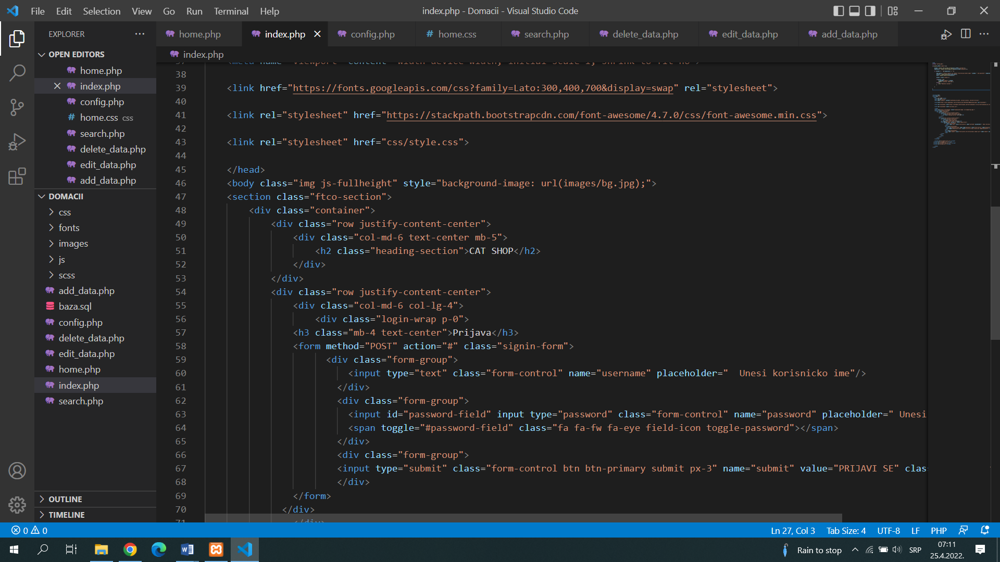 File Edit Selection View Go Run Terminal Help
index.php - Domacii - Visual Studio Code
EXPLORER
home.php index.php config.php # home.css search.php delete_data.php edit_data.php add_data.php
index.php
OPEN EDITORS
home.php
index.php
config.php
# home.css css
search.php
delete_data.php
edit_data.php
add_data.php
DOMACII
css
fonts
images
js
scss
add_data.php
baza.sql
config.php
delete_data.php
edit_data.php
home.php
index.php
search.php
OUTLINE
TIMELINE
38
39 <link href="https://fonts.googleapis.com/css?family=Lato:300,400,700&display=swap" rel="stylesheet">
40
41 <link rel="stylesheet" href="https://stackpath.bootstrapcdn.com/font-awesome/4.7.0/css/font-awesome.min.css">
42
43 <link rel="stylesheet" href="css/style.css">
44
45 </head>
46 <body class="img js-fullheight" style="background-image: url(images/bg.jpg);">
47 <section class="ftco-section">
48 <div class="container">
49 <div class="row justify-content-center">
50 <div class="col-md-6 text-center mb-5">
51 <h2 class="heading-section">CAT SHOP</h2>
52 </div>
53 </div>
54 <div class="row justify-content-center">
55 <div class="col-md-6 col-lg-4">
56 <div class="login-wrap p-0">
57 <h3 class="mb-4 text-center">Prijava</h3>
58 <form method="POST" action="#" class="signin-form">
59 <div class="form-group">
60 <input type="text" class="form-control" name="username" placeholder="  Unesi korisnicko ime"/>
61 </div>
62 <div class="form-group">
63 <input id="password-field" input type="password" class="form-control" name="password" placeholder=" Unesi
64 <span toggle="#password-field" class="fa fa-fw fa-eye field-icon toggle-password"></span>
65 </div>
66 <div class="form-group">
67 <input type="submit" class="form-control btn btn-primary submit px-3" name="submit" value="PRIJAVI SE" clas
68 </div>
69 </form>
70 </div>
71 </div>
0 0
Ln 27, Col 3 Tab Size: 4 UTF-8 LF PHP
Rain to stop
SRP
07:11
25.4.2022.